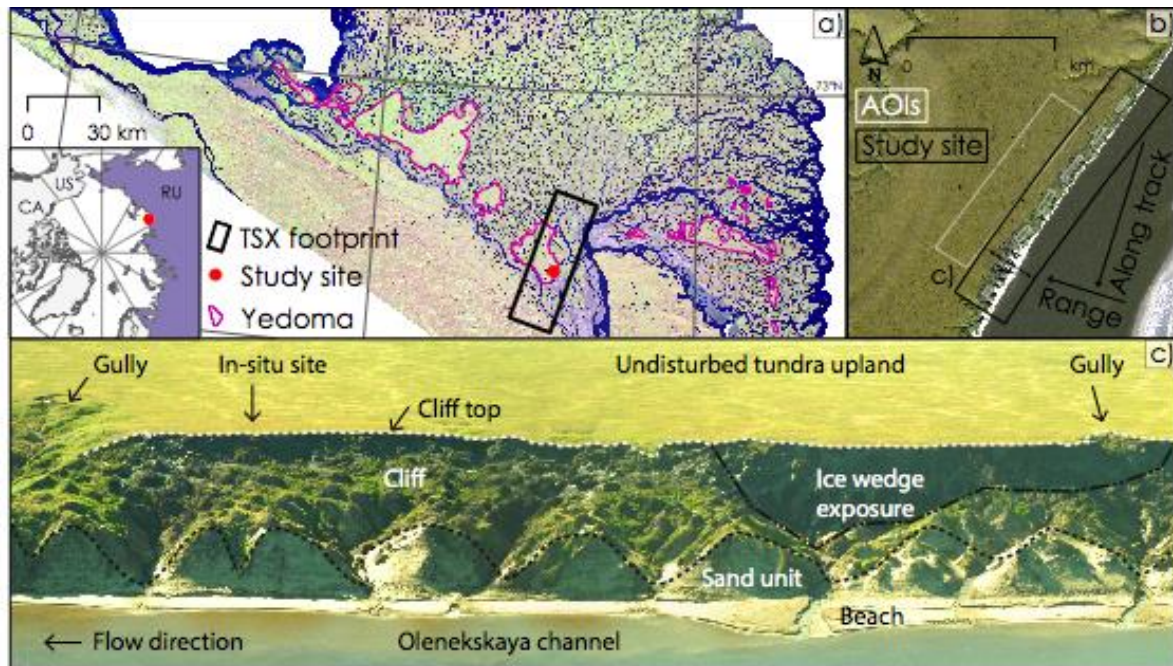 a)
73°N
0 30 km
US
RU
CA
TSX footprint
Study site
Yedoma
b)
N
0 km
AOIs
Study site
c)
Along track
Range
c)
Gully
In-situ site
Undisturbed tundra upland
Gully
Cliff top
Cliff
Ice wedge
exposure
Sand unit
Beach
← Flow direction
Olenekskaya channel